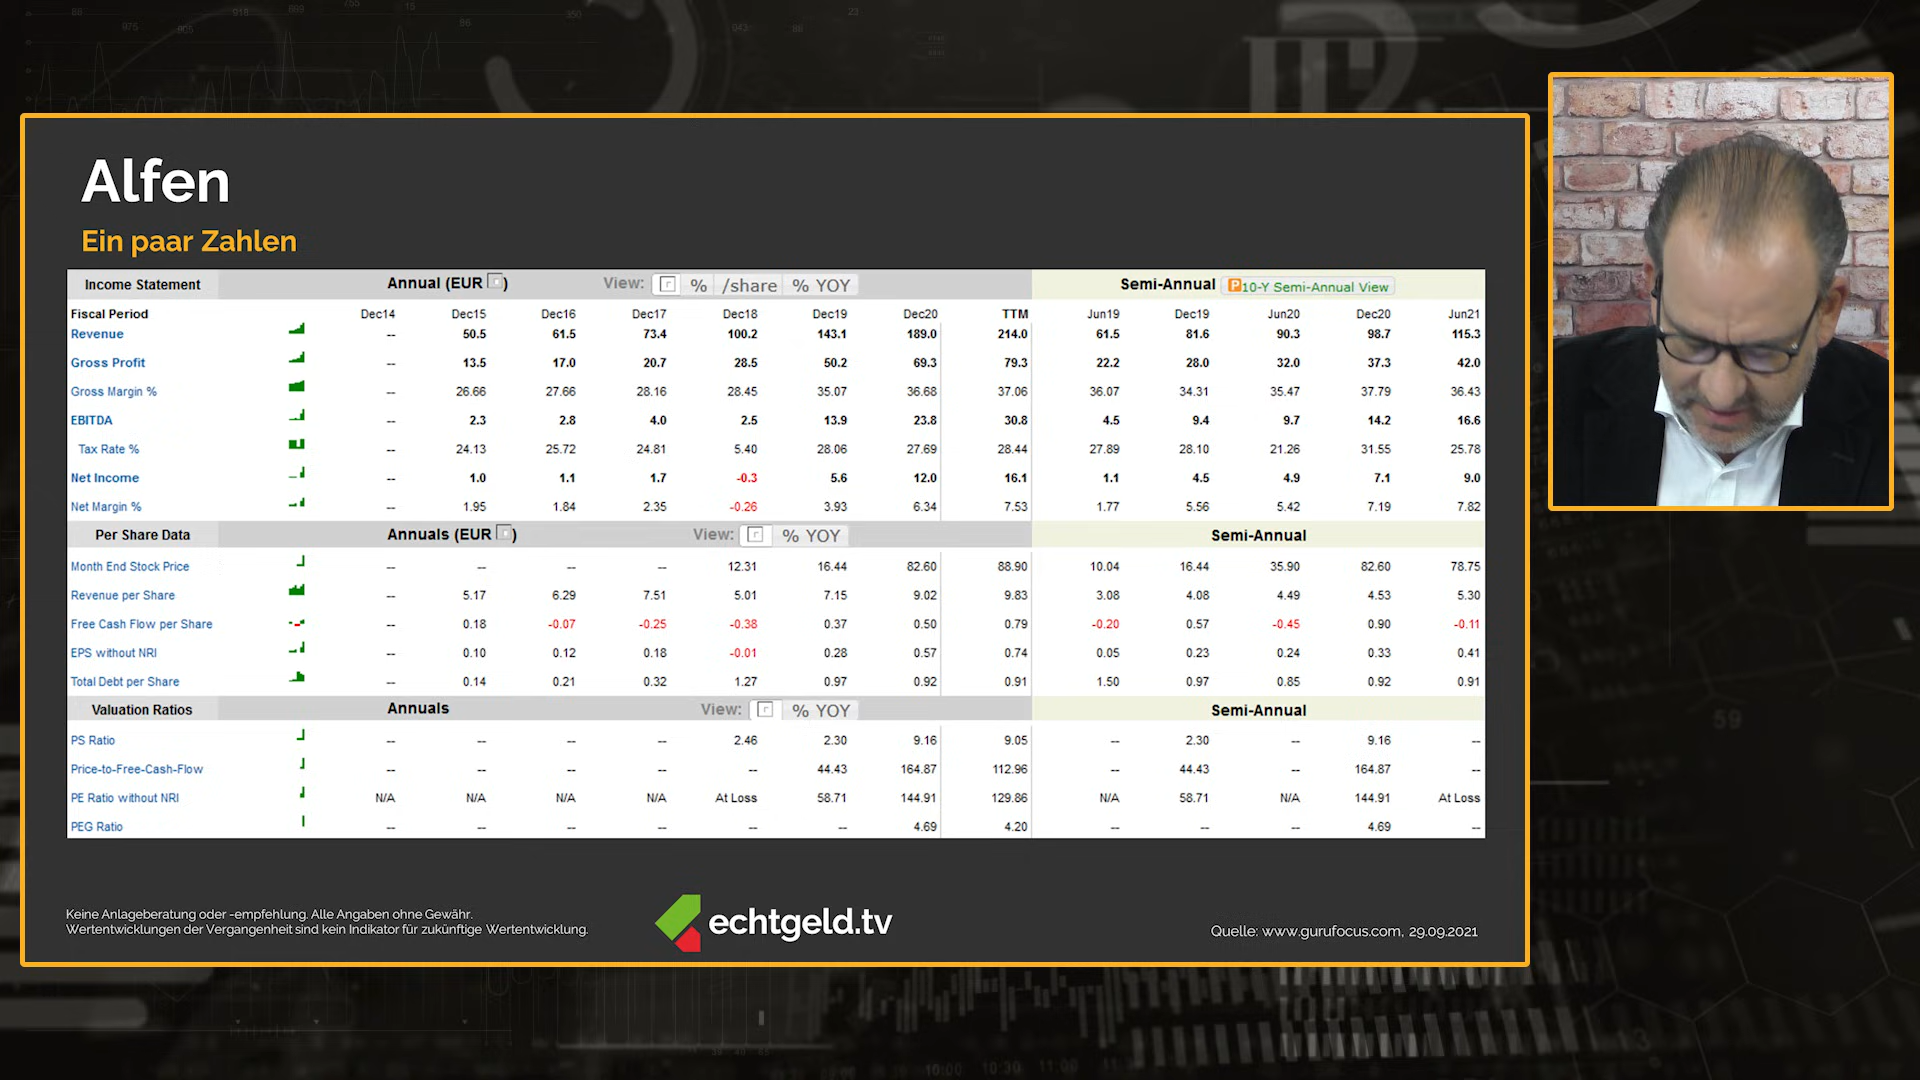 Alfen
Ein paar Zahlen
Income Statement Annual (EUR ) View: % /share % YOY Semi-Annual P 10-Y Semi-Annual View
Fiscal Period Dec14 Dec15 Dec16 Dec17 Dec18 Dec19 Dec20 TTM Jun19 Dec19 Jun20 Dec20 Jun21
Revenue -- 50.5 61.5 73.4 100.2 143.1 189.0 214.0 61.5 81.6 90.3 98.7 115.3
Gross Profit -- 13.5 17.0 20.7 28.5 50.2 69.3 79.3 22.2 28.0 32.0 37.3 42.0
Gross Margin % -- 26.66 27.66 28.16 28.45 35.07 36.68 37.06 36.07 34.31 35.47 37.79 36.43
EBITDA -- 2.3 2.8 4.0 2.5 13.9 23.8 30.8 4.5 9.4 9.7 14.2 16.6
Tax Rate % -- 24.13 25.72 24.81 5.40 28.06 27.69 28.44 27.89 28.10 21.26 31.55 25.78
Net Income -- 1.0 1.1 1.7 -0.3 5.6 12.0 16.1 1.1 4.5 4.9 7.1 9.0
Net Margin % -- 1.95 1.84 2.35 -0.26 3.93 6.34 7.53 1.77 5.56 5.42 7.19 7.82
Per Share Data Annuals (EUR ) View: % YOY Semi-Annual
Month End Stock Price -- -- -- -- 12.31 16.44 82.60 88.90 10.04 16.44 35.90 82.60 78.75
Revenue per Share -- 5.17 6.29 7.51 5.01 7.15 9.02 9.83 3.08 4.08 4.49 4.53 5.30
Free Cash Flow per Share -- 0.18 -0.07 -0.25 -0.38 0.37 0.50 0.79 -0.20 0.57 -0.45 0.90 -0.11
EPS without NRI -- 0.10 0.12 0.18 -0.01 0.28 0.57 0.74 0.05 0.23 0.24 0.33 0.41
Total Debt per Share -- 0.14 0.21 0.32 1.27 0.97 0.92 0.91 1.50 0.97 0.85 0.92 0.91
Valuation Ratios Annuals View: % YOY Semi-Annual
PS Ratio -- -- -- -- 2.46 2.30 9.16 9.05 -- 2.30 -- 9.16 --
Price-to-Free-Cash-Flow -- -- -- -- -- 44.43 164.87 112.96 -- 44.43 -- 164.87 --
PE Ratio without NRI N/A N/A N/A N/A At Loss 58.71 144.91 129.86 N/A 58.71 N/A 144.91 At Loss
PEG Ratio -- -- -- -- -- -- 4.69 4.20 -- -- -- 4.69 --
Keine Anlageberatung oder -empfehlung. Alle Angaben ohne Gewähr.
Wertentwicklungen der Vergangenheit sind kein Indikator für zukünftige Wertentwicklung.
echtgeld.tv
Quelle: www.gurufocus.com, 29.09.2021